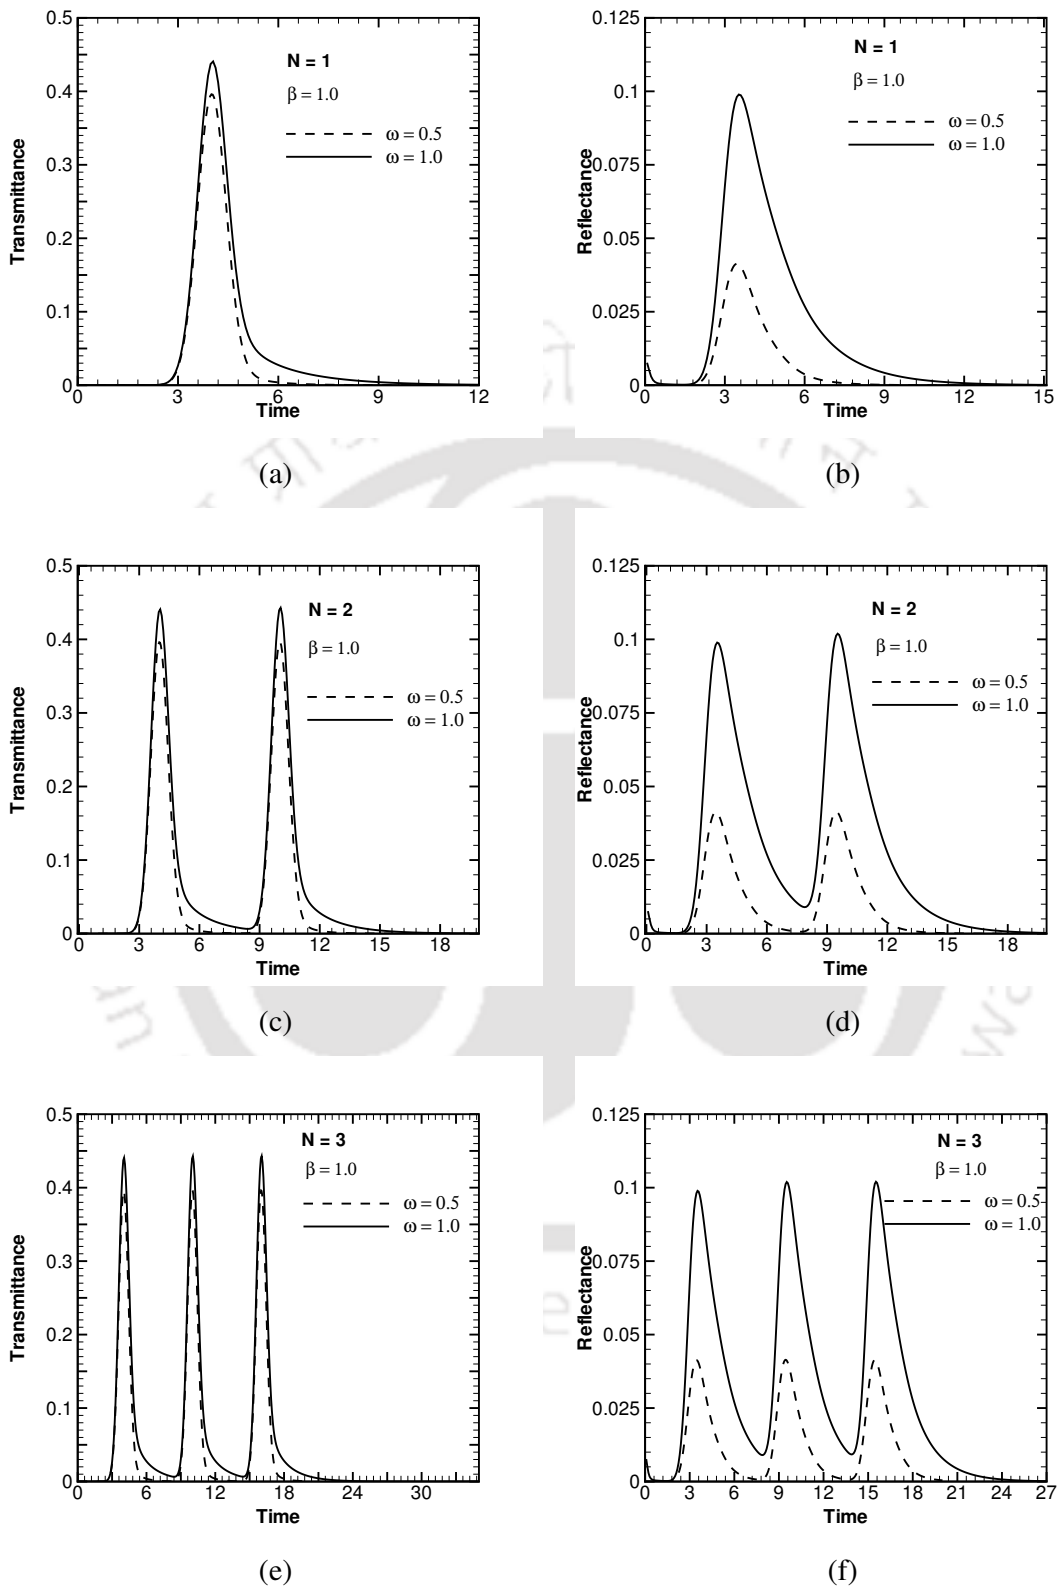 0.5
0.4
0.3
0.2
0.1
0
Transmittance
N = 1
β = 1.0
ω = 0.5
ω = 1.0
0 3 6 9 12
Time
(a)
0.125
0.1
0.075
0.05
0.025
0
Reflectance
N = 1
β = 1.0
ω = 0.5
ω = 1.0
0 3 6 9 12 15
Time
(b)
0.5
0.4
0.3
0.2
0.1
0
Transmittance
N = 2
β = 1.0
ω = 0.5
ω = 1.0
0 3 6 9 12 15 18
Time
(c)
0.125
0.1
0.075
0.05
0.025
0
Reflectance
N = 2
β = 1.0
ω = 0.5
ω = 1.0
0 3 6 9 12 15 18
Time
(d)
0.5
0.4
0.3
0.2
0.1
0
Transmittance
N = 3
β = 1.0
ω = 0.5
ω = 1.0
0 6 12 18 24 30
Time
(e)
0.125
0.1
0.075
0.05
0.025
0
Reflectance
N = 3
β = 1.0
ω = 0.5
ω = 1.0
0 3 6 9 12 15 18 21 24 27
Time
(f)